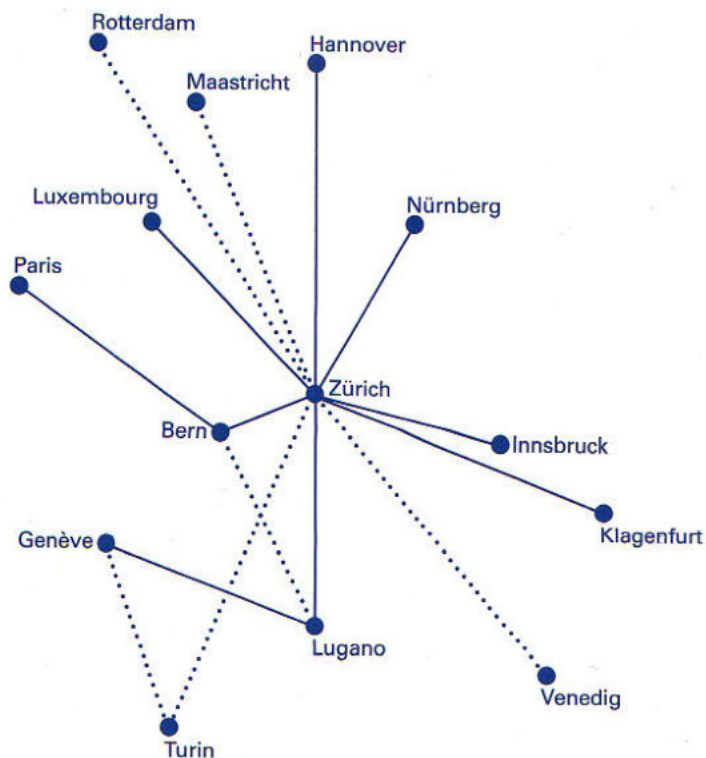 Rotterdam
Hannover
Maastricht
Luxembourg
Nürnberg
Paris
Zürich
Bern
Innsbruck
Klagenfurt
Genève
Lugano
Venedig
Turin